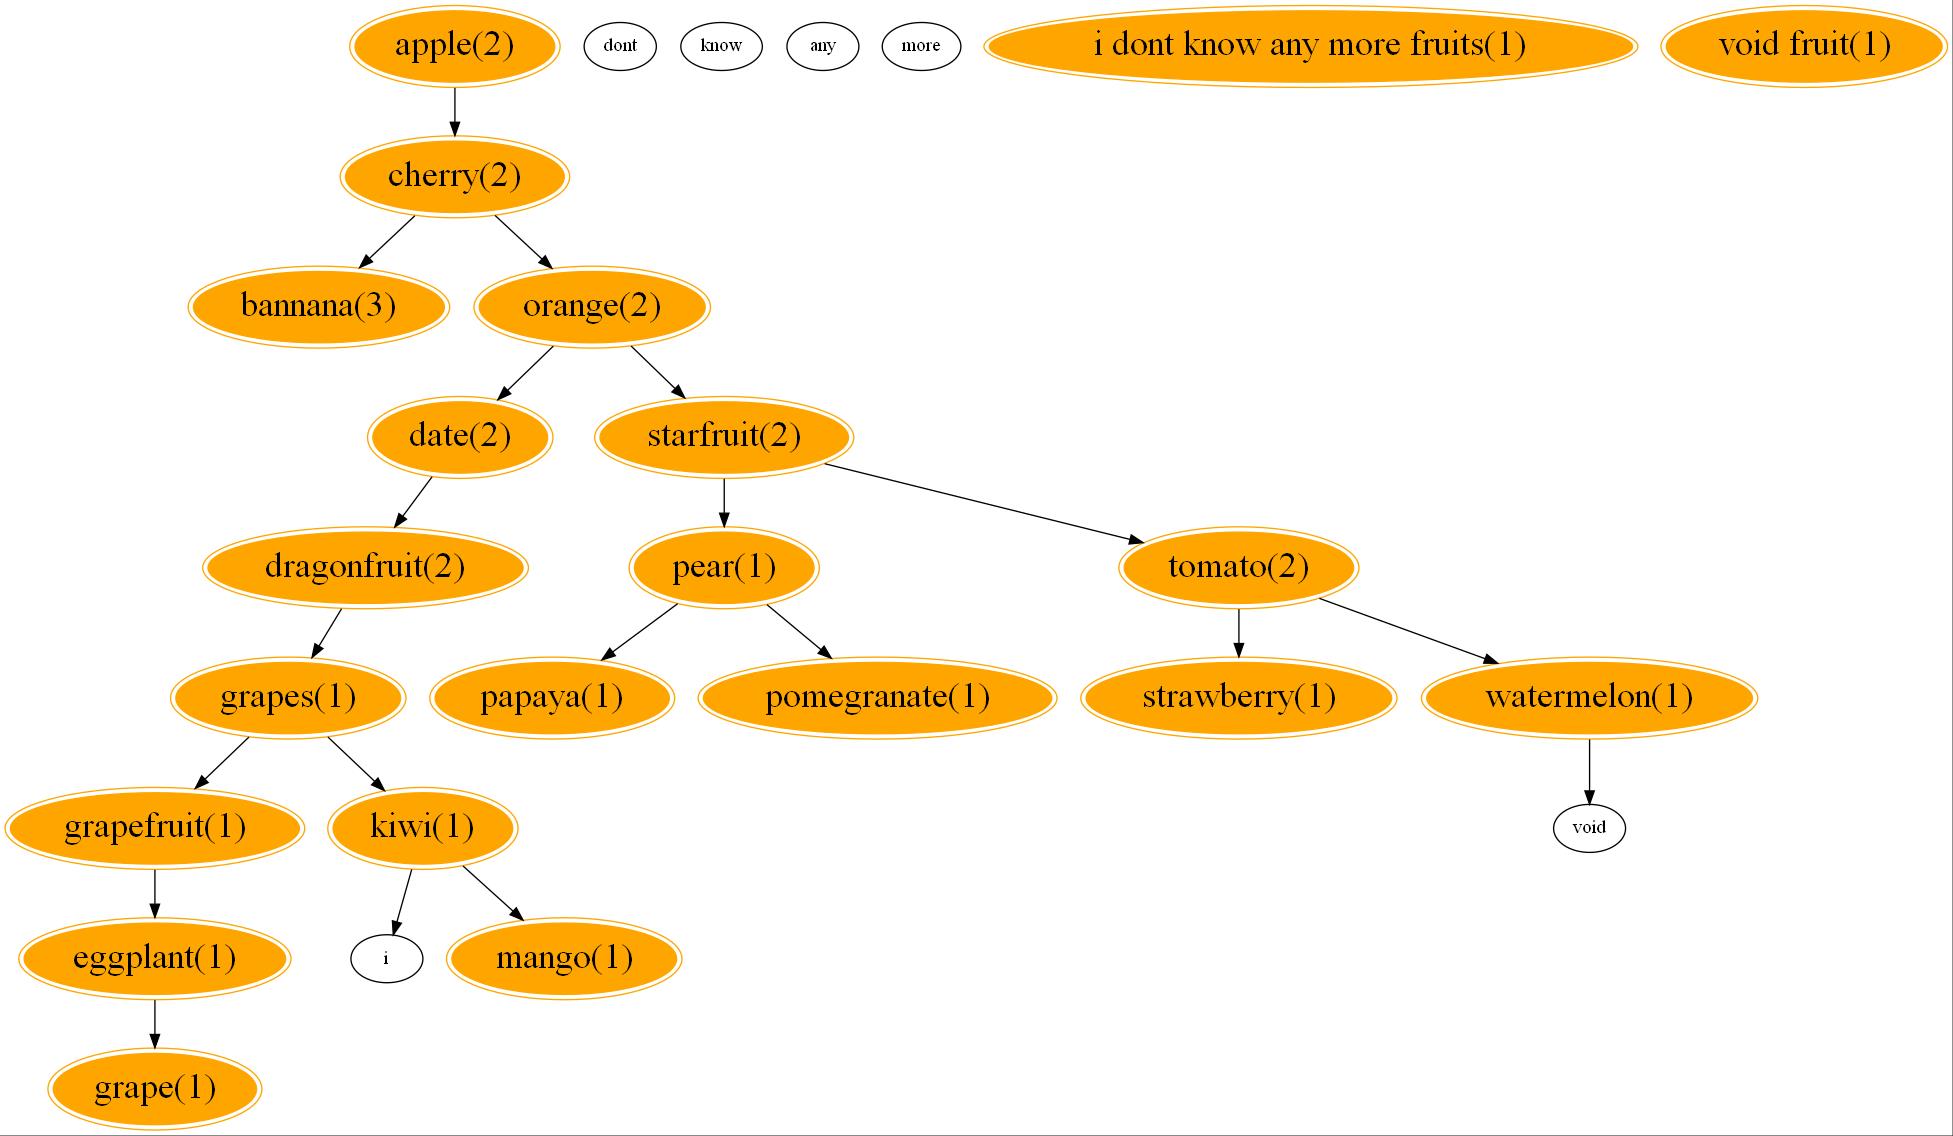 apple(2)
dont
know
any
more
i dont know any more fruits(1)
void fruit(1)
cherry(2)
bannana(3)
orange(2)
date(2)
starfruit(2)
dragonfruit(2)
pear(1)
tomato(2)
grapes(1)
papaya(1)
pomegranate(1)
strawberry(1)
watermelon(1)
grapefruit(1)
kiwi(1)
void
eggplant(1)
i
mango(1)
grape(1)